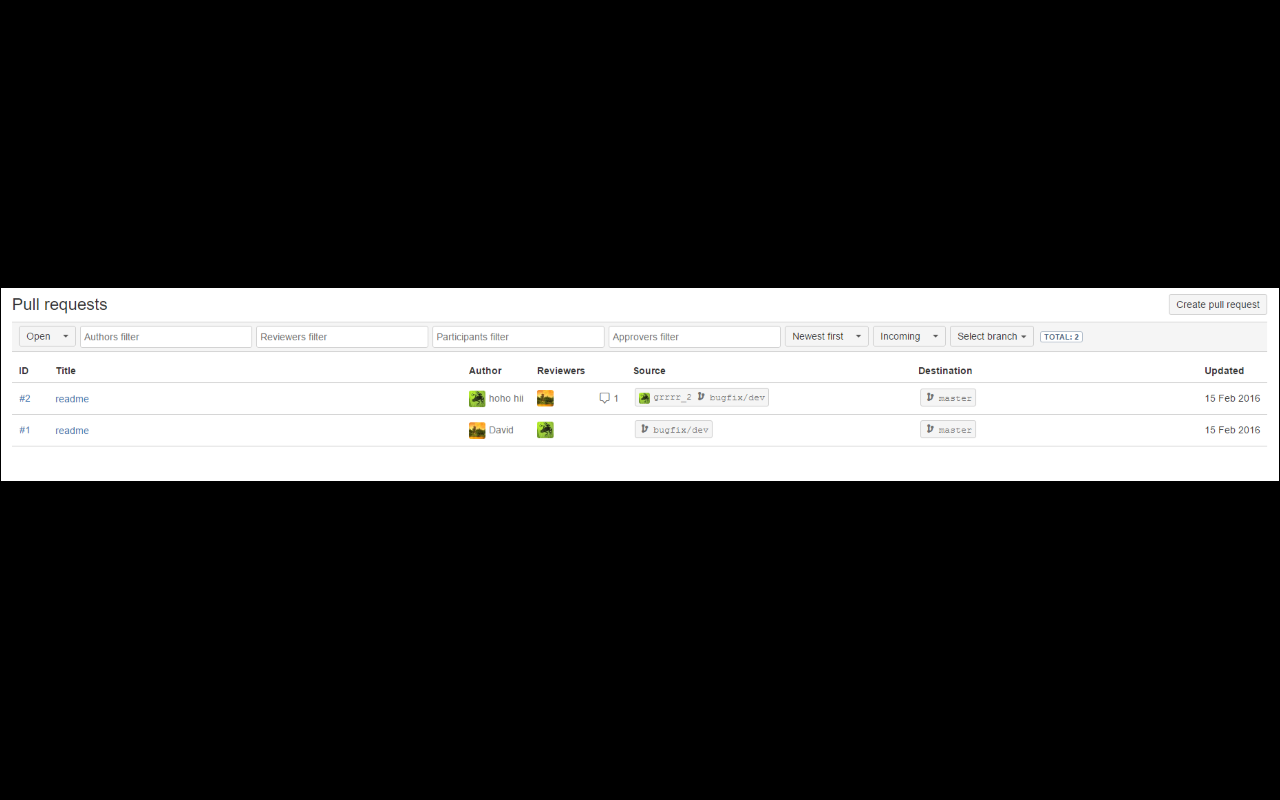 Pull requests
Create pull request
Open Authors filter Reviewers filter Participants filter Approvers filter Newest first Incoming Select branch TOTAL: 2
ID Title Author Reviewers Source Destination Updated
#2 readme hoho hii 1 grrrr_2 bugfix/dev master 15 Feb 2016
#1 readme David bugfix/dev master 15 Feb 2016